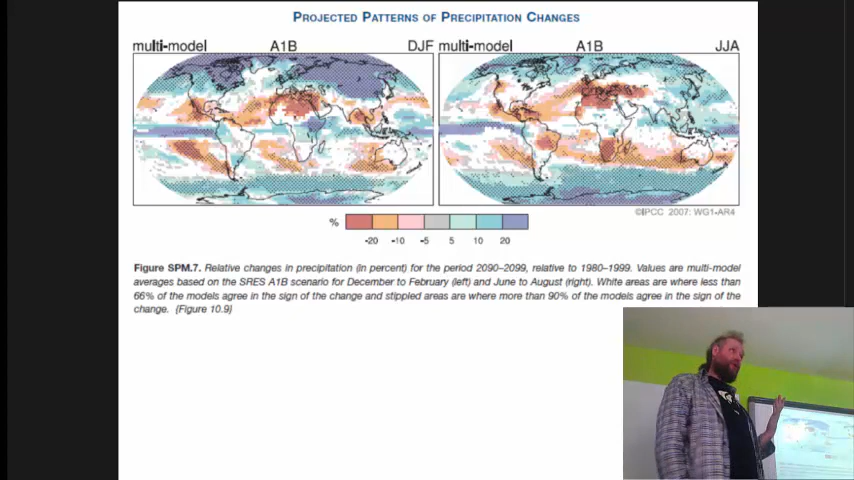 PROJECTED PATTERNS OF PRECIPITATION CHANGES
multi-model A1B DJF multi-model A1B JJA
©IPCC 2007: WG1-AR4
%
-20 -10 -5 5 10 20
Figure SPM.7. Relative changes in precipitation (in percent) for the period 2090–2099, relative to 1980–1999. Values are multi-model
averages based on the SRES A1B scenario for December to February (left) and June to August (right). White areas are where less than
66% of the models agree in the sign of the change and stippled areas are where more than 90% of the models agree in the sign of the
change. {Figure 10.9}